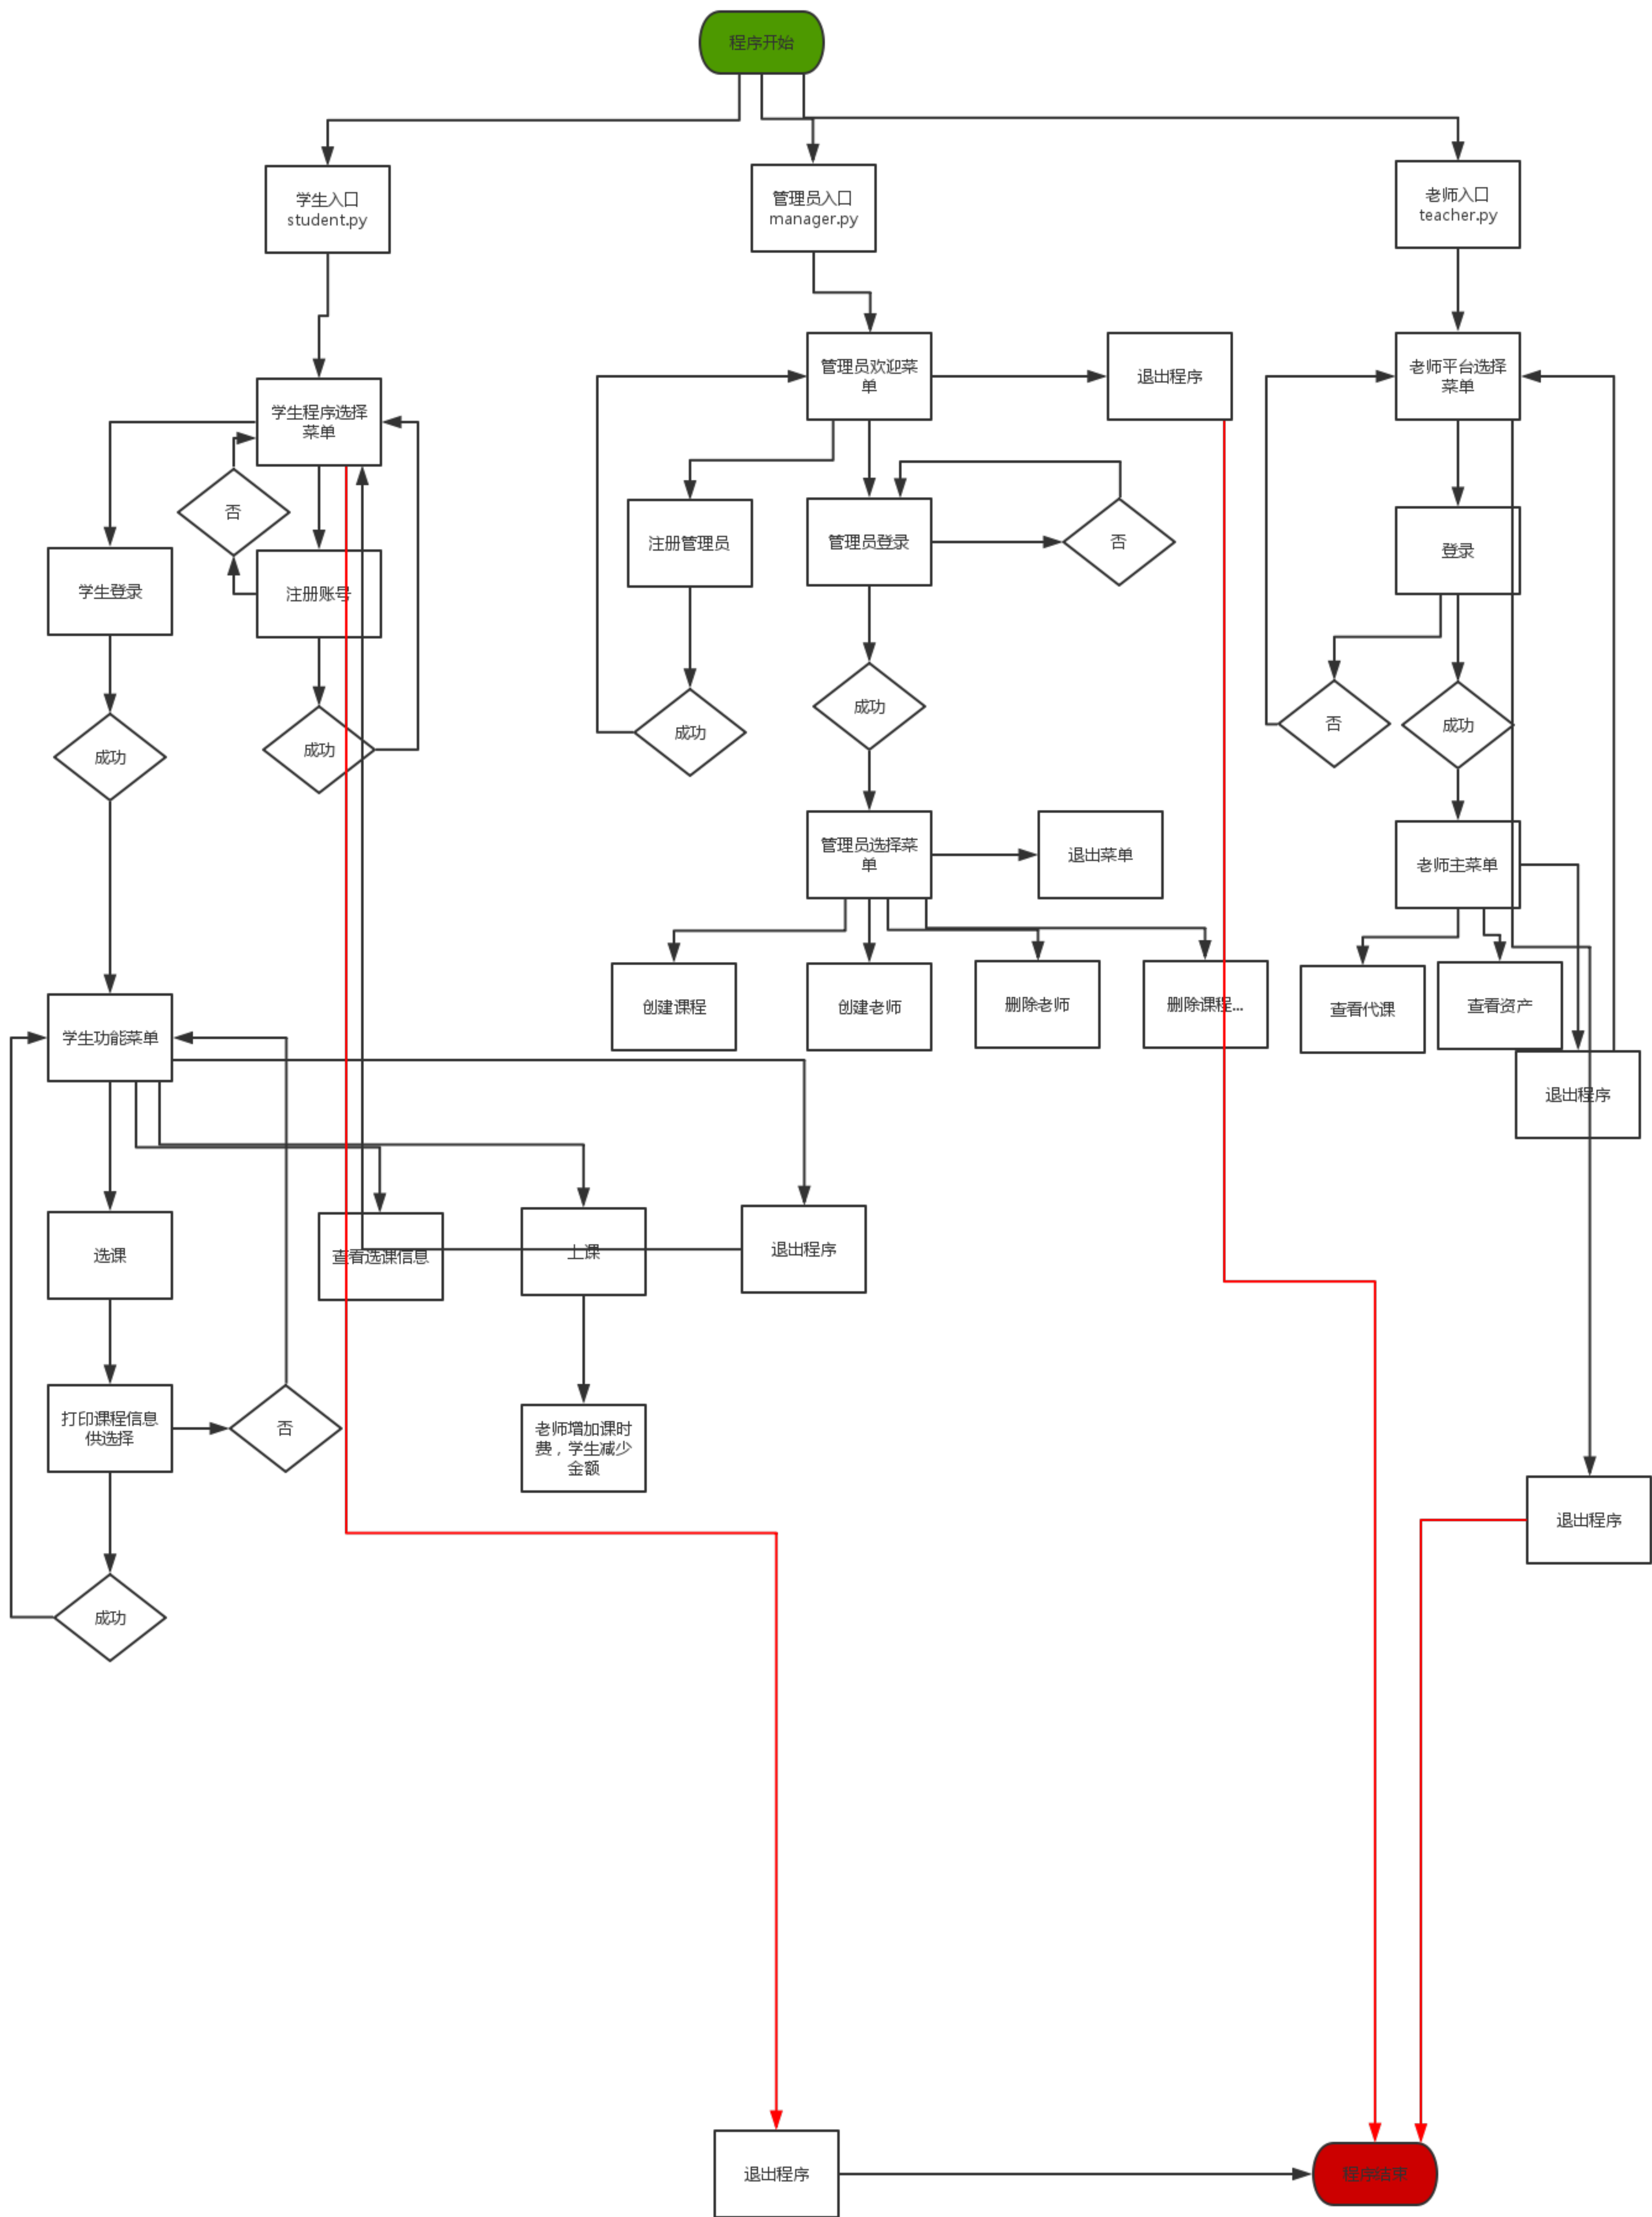 程序开始
学生入口
student.py
管理员入口
manager.py
老师入口
teacher.py
学生程序选择
菜单
管理员欢迎菜
单
退出程序
老师平台选择
菜单
否
学生登录
注册账号
注册管理员
管理员登录
否
登录
成功
成功
成功
成功
否
成功
管理员选择菜
单
退出菜单
老师主菜单
创建课程
创建老师
删除老师
删除课程...
查看代课
查看资产
学生功能菜单
退出程序
选课
查看选课信息
上课
退出程序
打印课程信息
供选择
否
老师增加课时
费，学生减少
金额
退出程序
成功
退出程序
程序结束